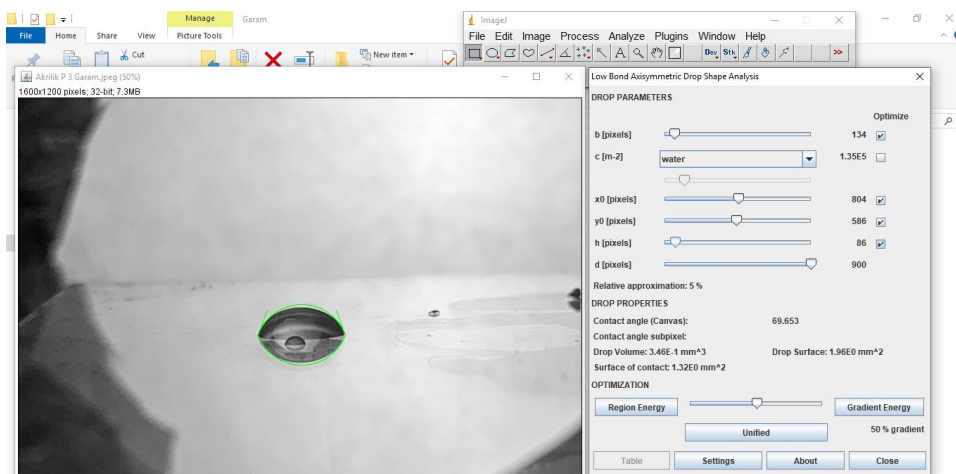 Manage Garam
File Home Share View Picture Tools
Cut
New item
ImageJ
File Edit Image Process Analyze Plugins Window Help
Dev Stk >>
Akrilik P 3 Garam.jpeg (50%)
1600x1200 pixels; 32-bit; 7.3MB
Low Bond Axisymmetric Drop Shape Analysis
DROP PARAMETERS
Optimize
b [pixels] 134
c [m-2] water 1.35E5
x0 [pixels] 804
y0 [pixels] 586
h [pixels] 86
d [pixels] 900
Relative approximation: 5 %
DROP PROPERTIES
Contact angle (Canvas): 69.653
Contact angle subpixel:
Drop Volume: 3.46E-1 mm^3 Drop Surface: 1.96E0 mm^2
Surface of contact: 1.32E0 mm^2
OPTIMIZATION
Region Energy Gradient Energy
Unified 50 % gradient
Table Settings About Close